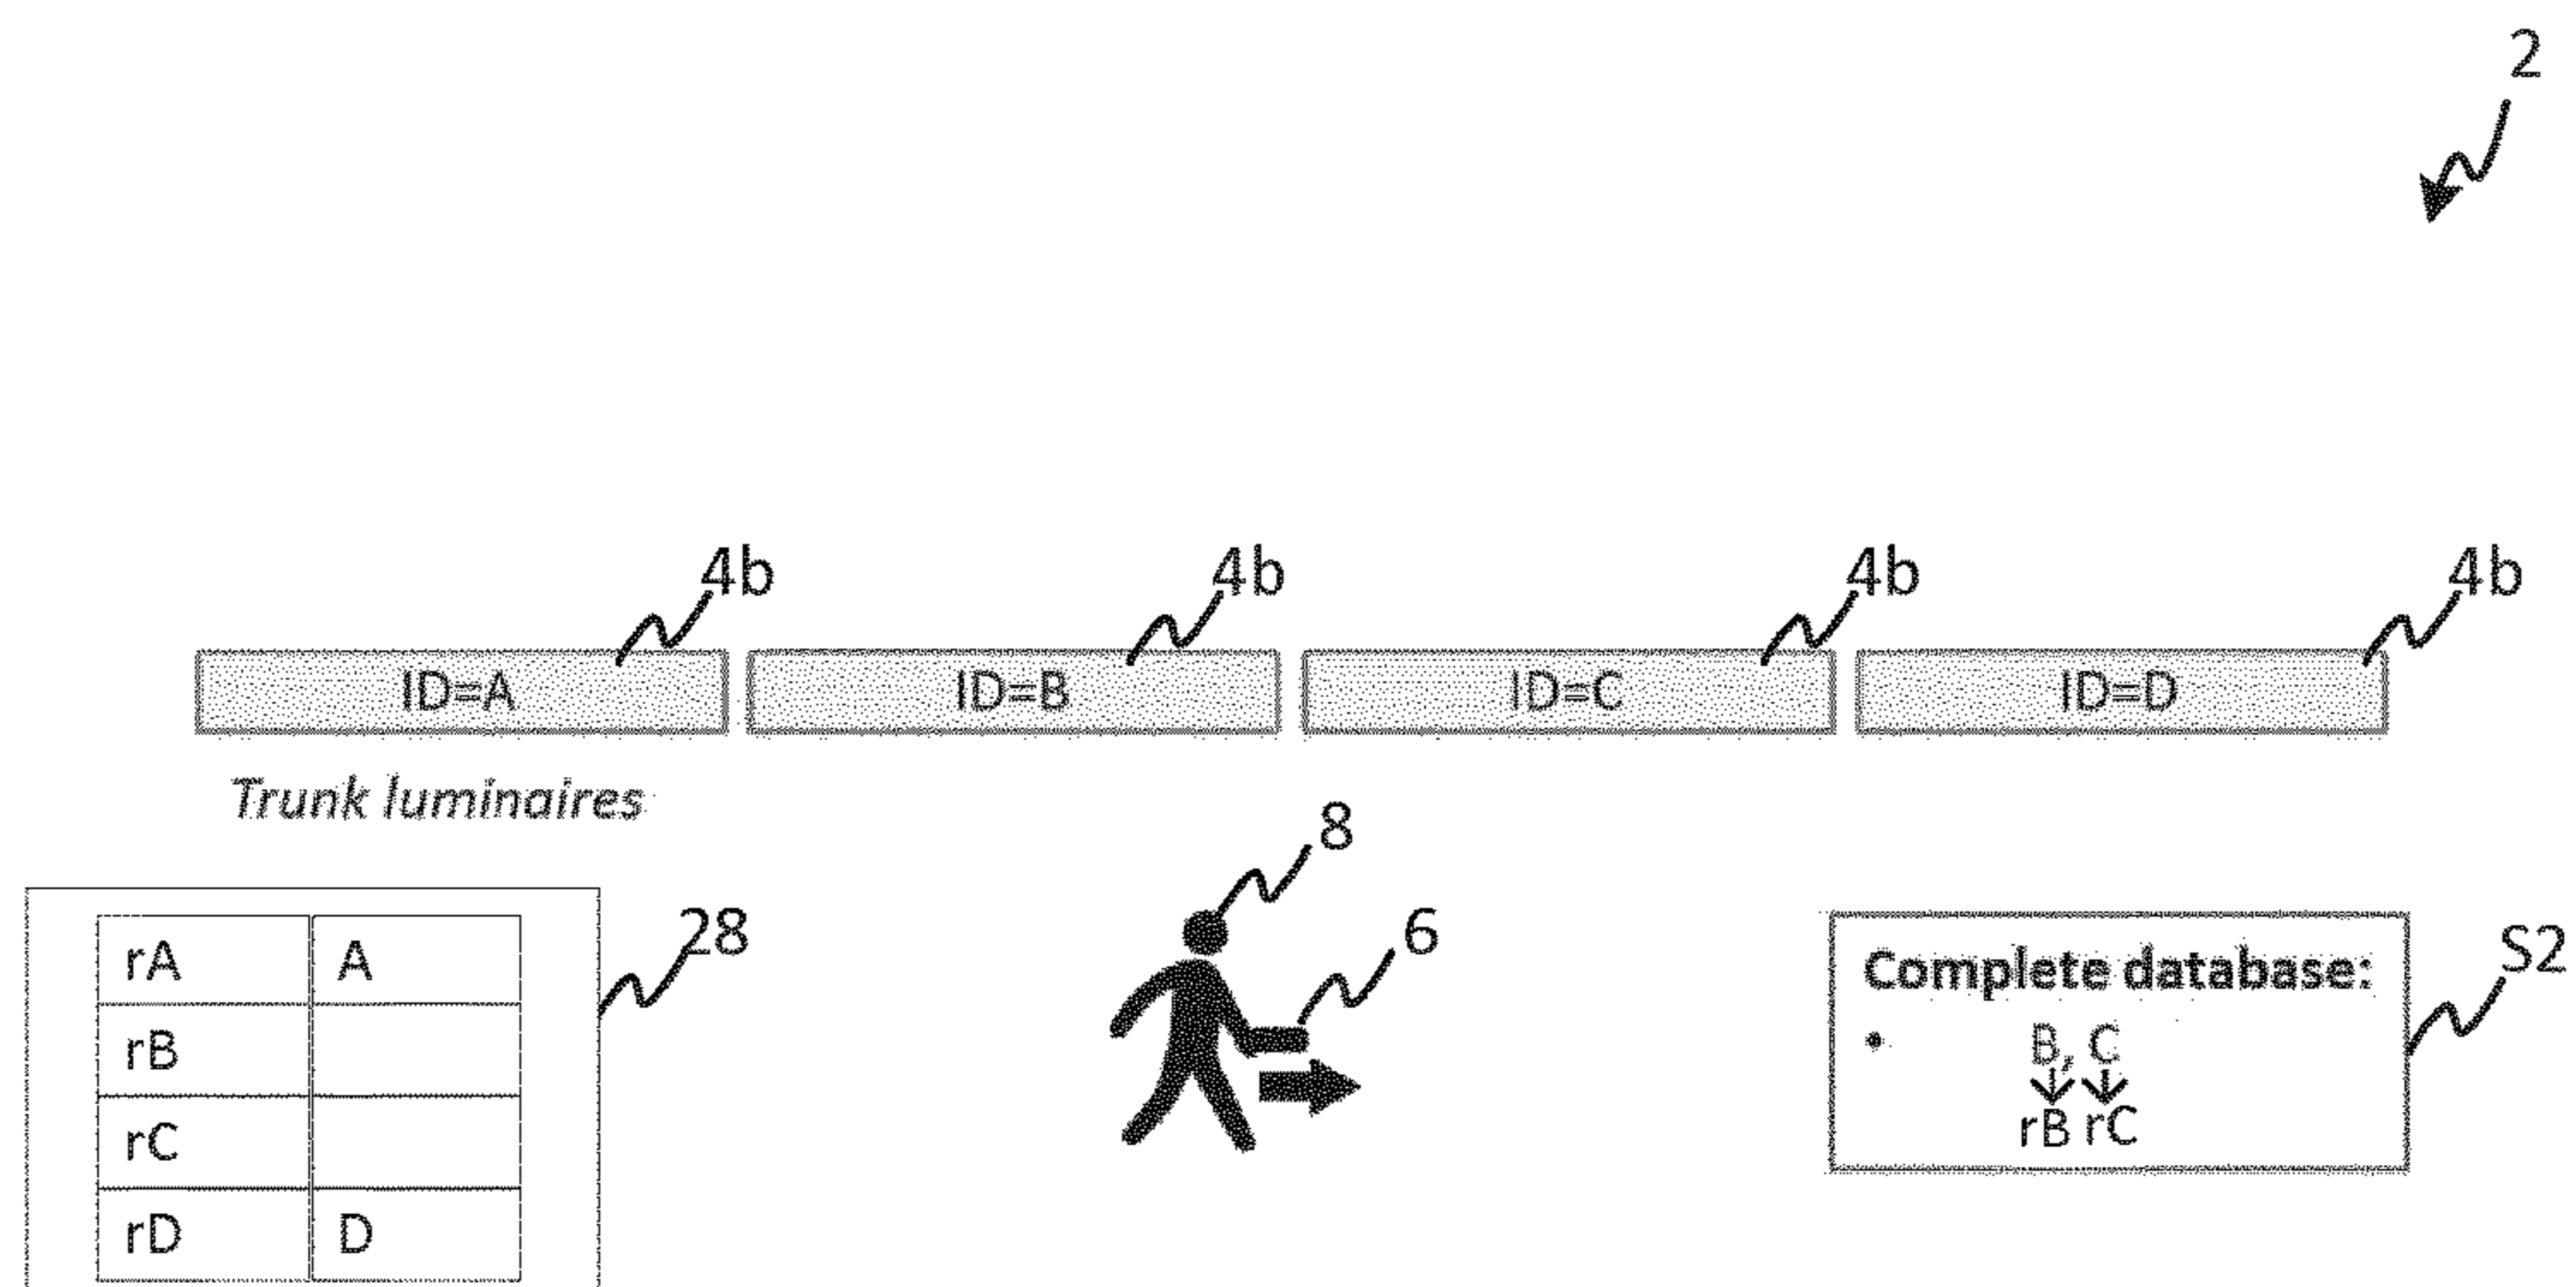 2
4b 4b 4b 4b
ID=A ID=B ID=C ID=D
Trunk luminaires
8
28
6
S2
rA A
rB
rC
rD D
Complete database:
• B, C
rB rC